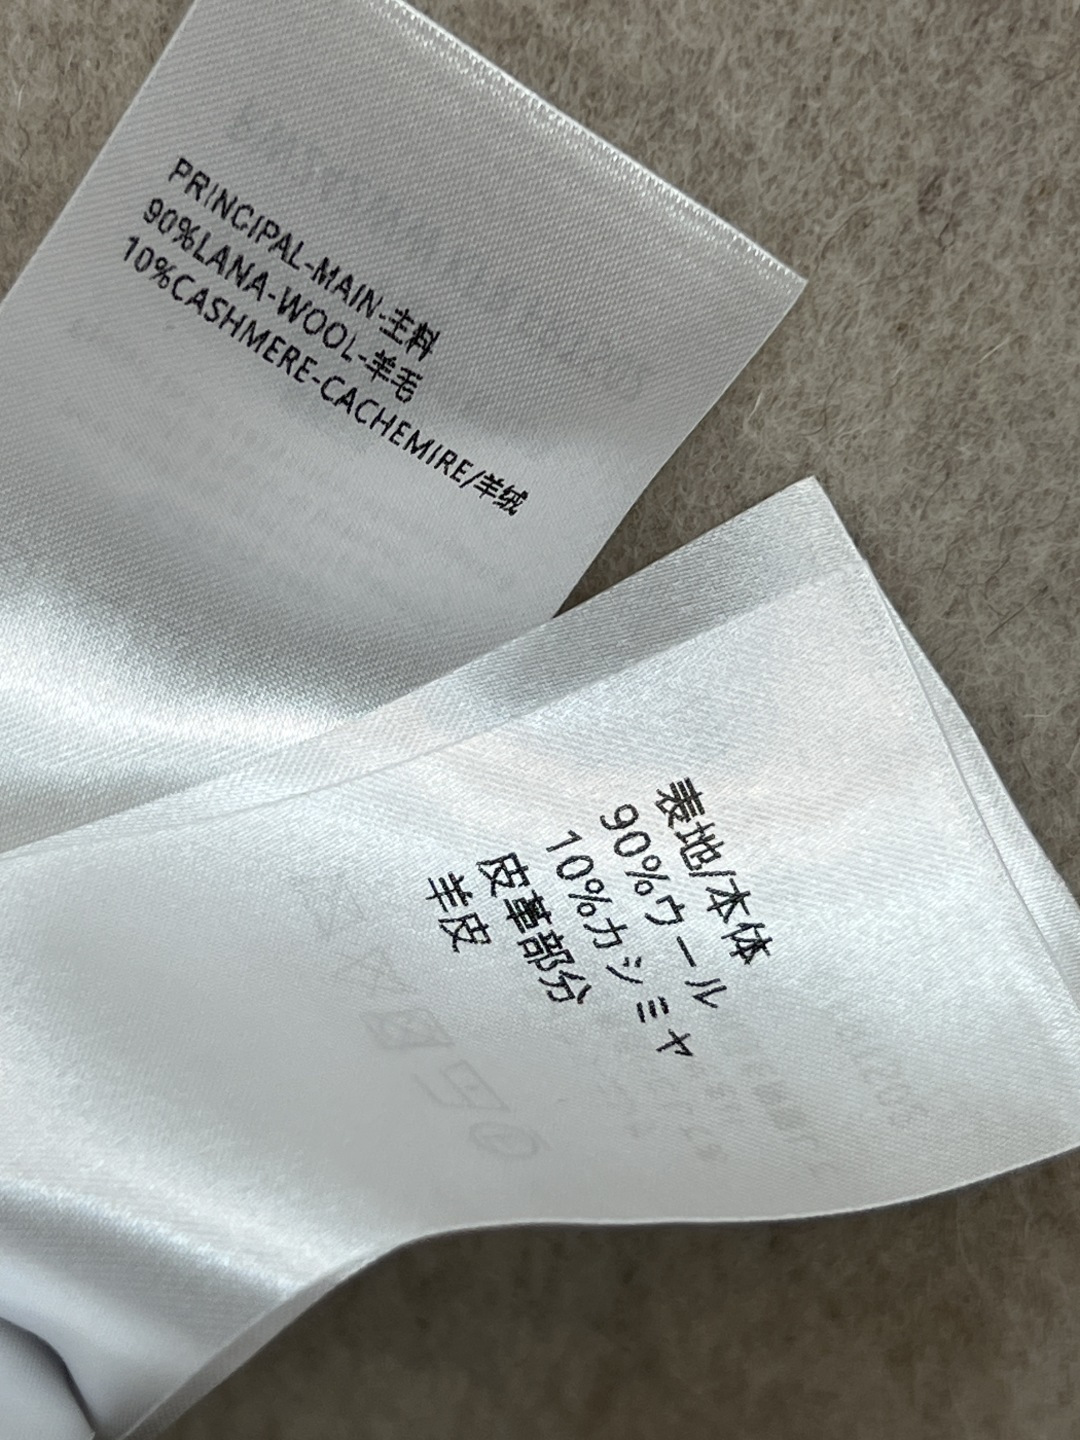 PRINCIPAL-MAIN-主料
90%LANA-WOOL-羊毛
10%CASHMERE-CACHEMIRE/羊绒
表地/本体
90%ウール
10%カシミヤ
皮革部分
羊皮